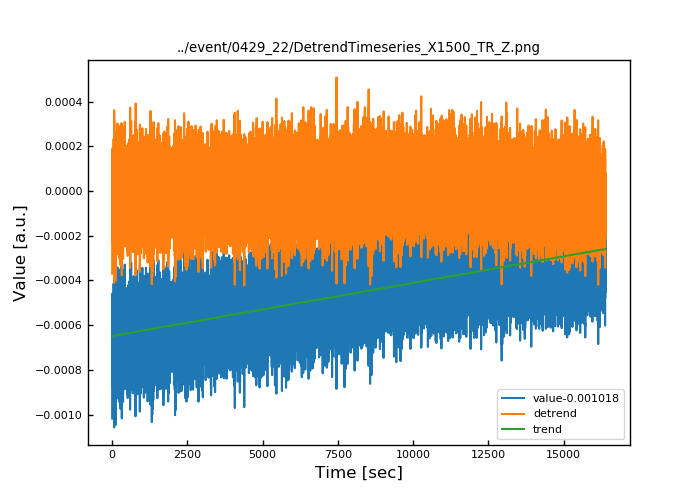 ../event/0429_22/DetrendTimeseries_X1500_TR_Z.png
Value [a.u.]
0.0004
0.0002
0.0000
−0.0002
−0.0004
−0.0006
−0.0008
−0.0010
0
2500
5000
7500
10000
12500
15000
Time [sec]
value-0.001018
detrend
trend